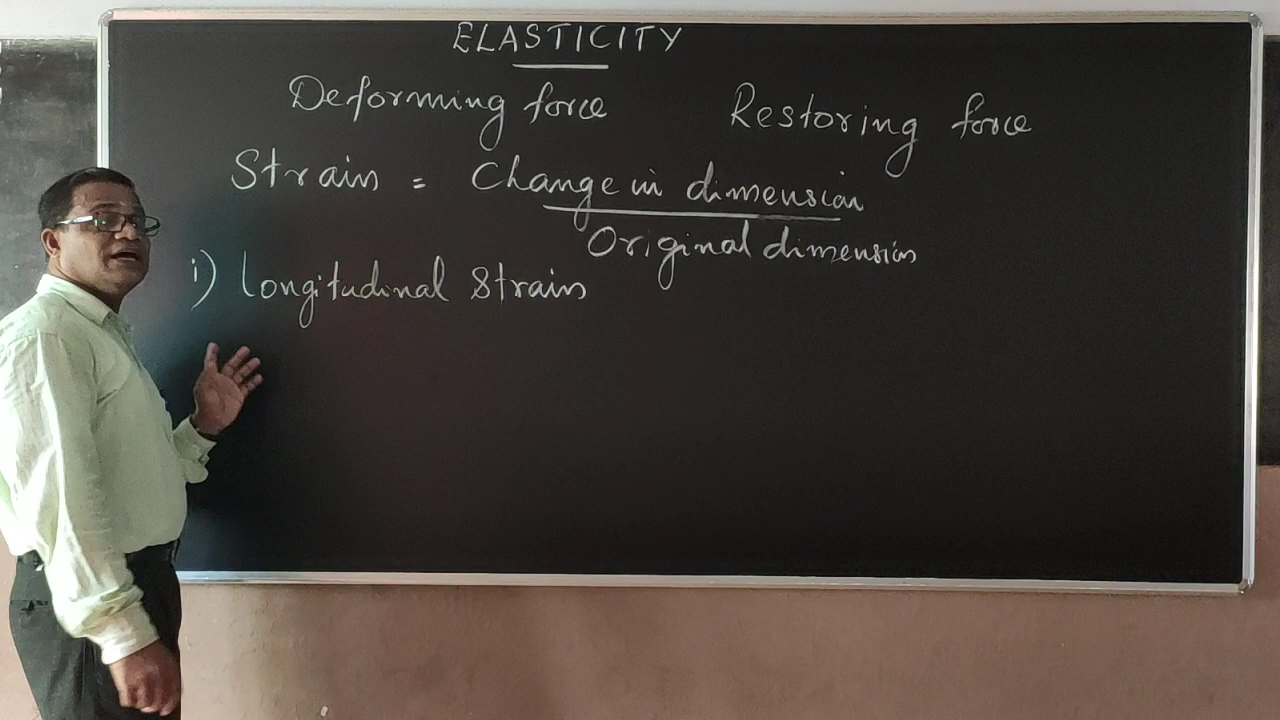 ELASTICITY
Deforming force Restoring force
Strain = Change in dimension
Original dimension
i) Longitudinal Strain